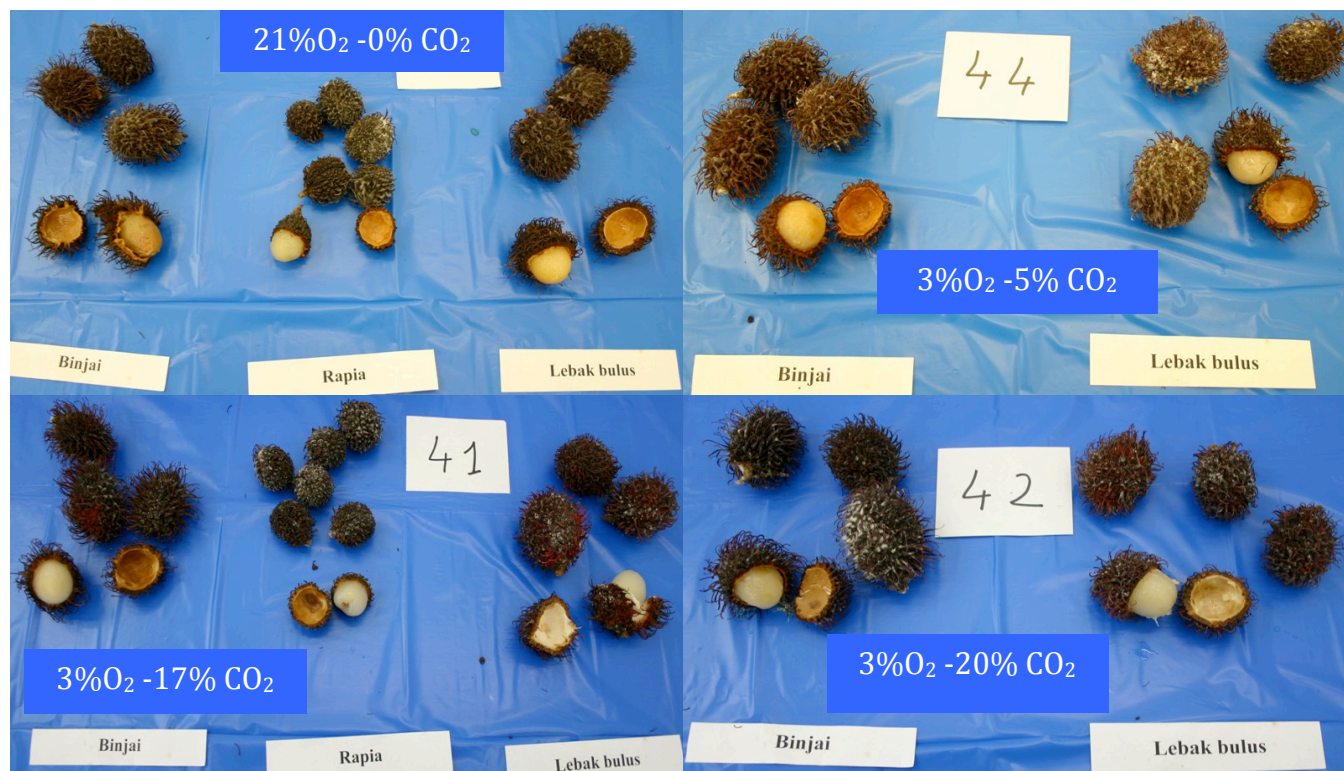 21%O₂ -0% CO₂
Binjai
Rapia
Lebak bulus
44
3%O₂ -5% CO₂
Binjai
Lebak bulus
41
3%O₂ -17% CO₂
Binjai
Rapia
Lebak bulus
42
3%O₂ -20% CO₂
Binjai
Lebak bulus